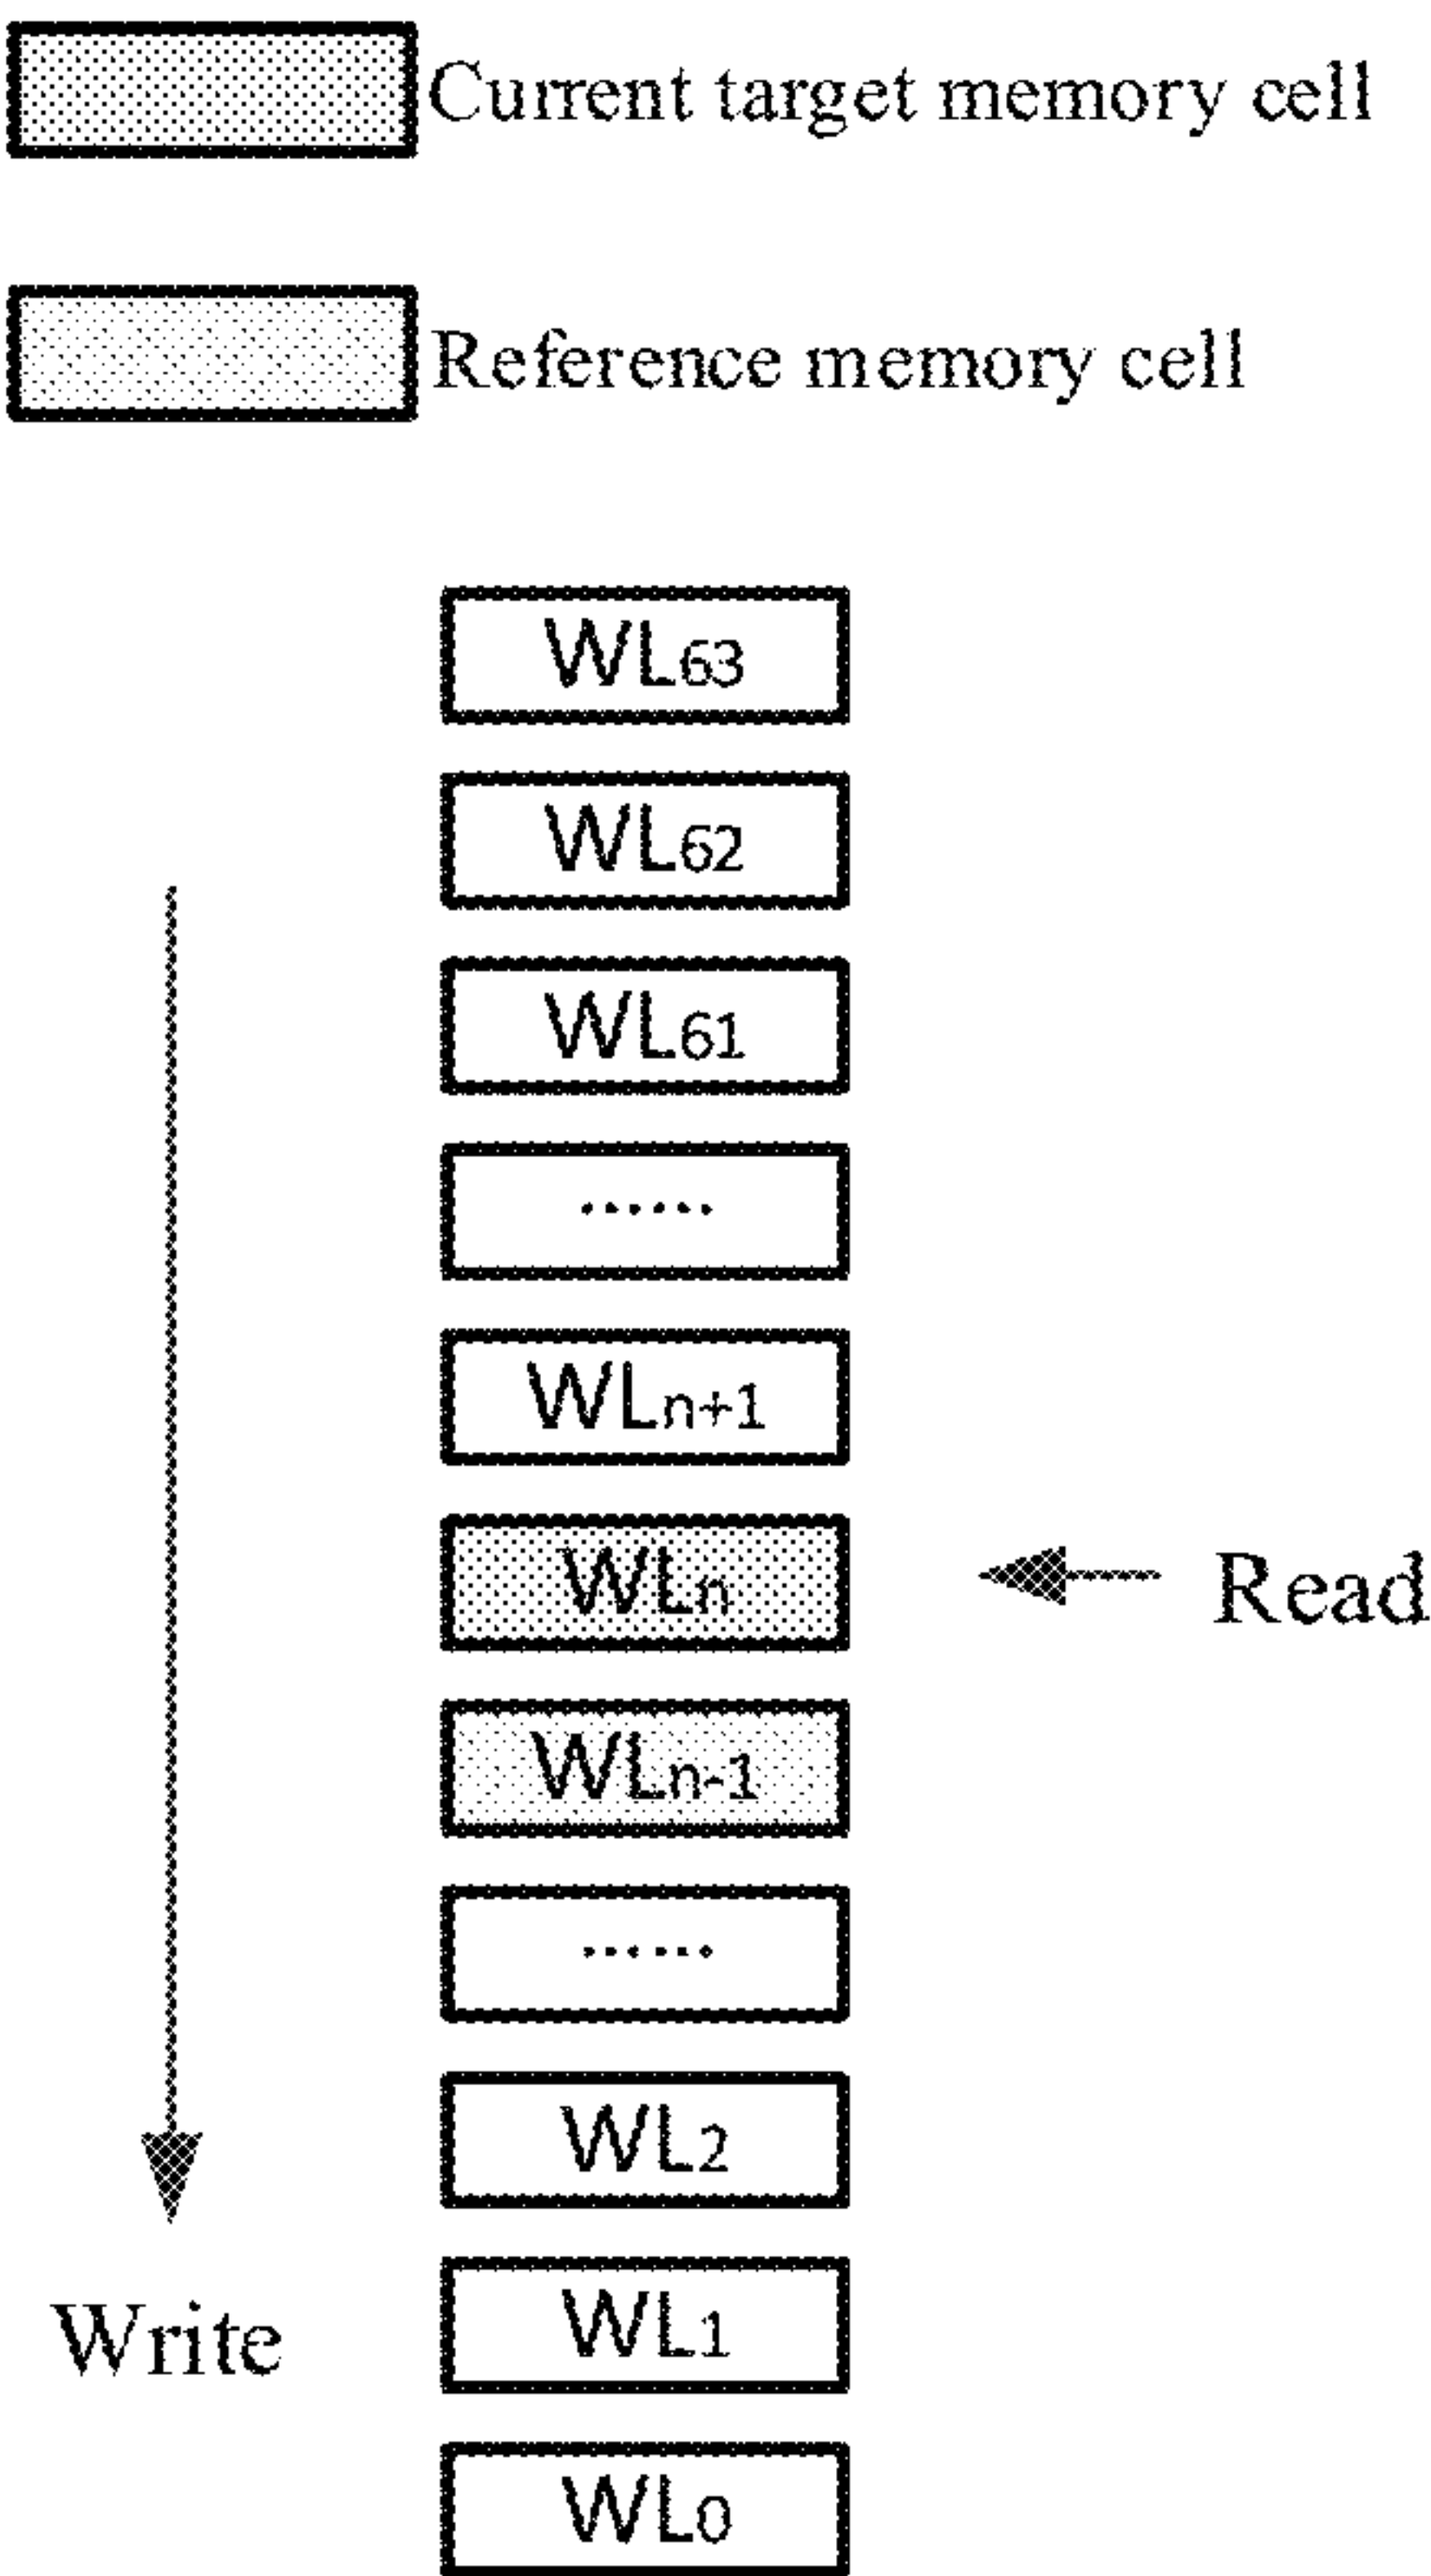 Current target memory cell
Reference memory cell
WL63
WL62
WL61
......
WLn+1
WLn
Read
WLn-1
......
WL2
WL1
Write
WL0